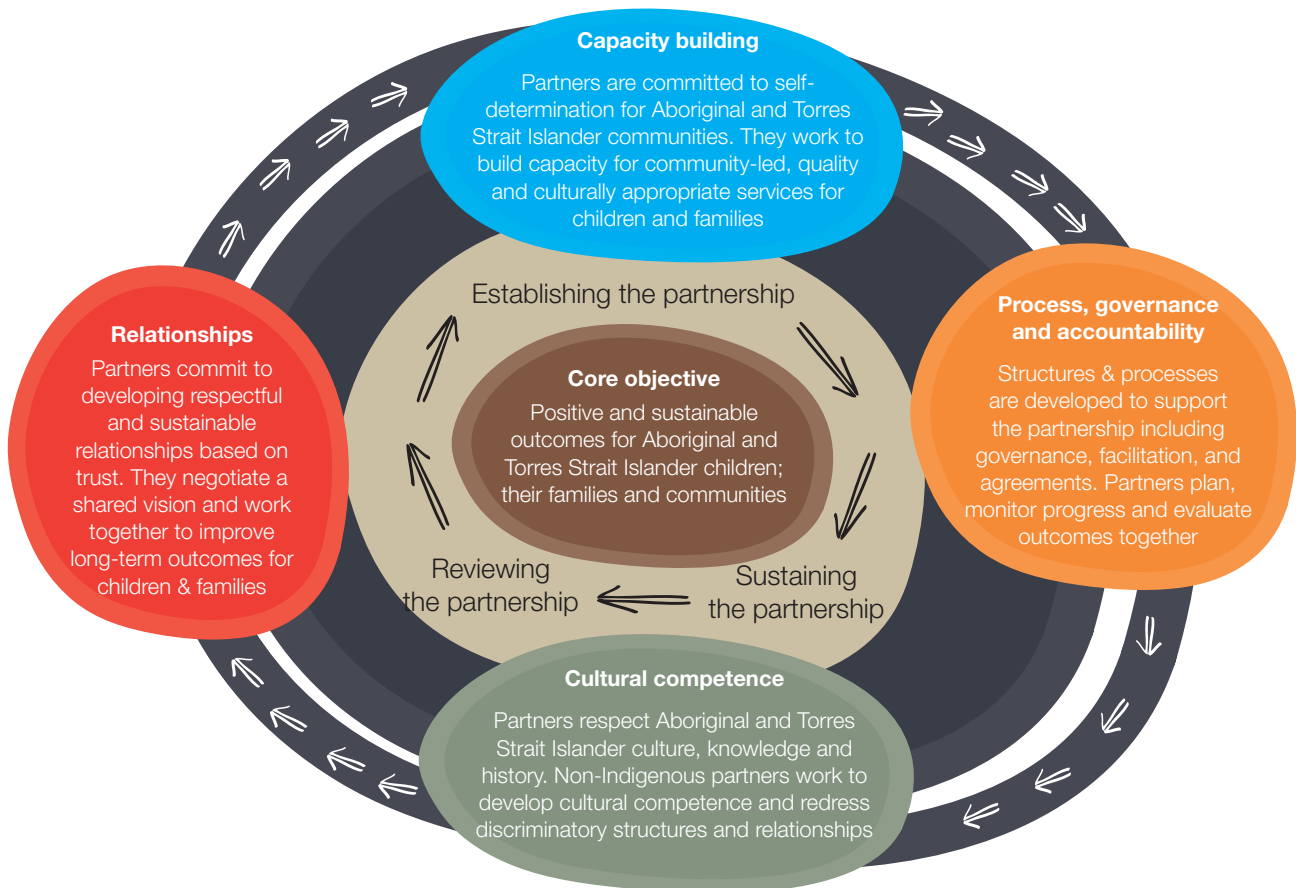 Capacity building
Partners are committed to self-
determination for Aboriginal and Torres
Strait Islander communities. They work to
build capacity for community-led, quality
and culturally appropriate services for
children and families
Relationships
Partners commit to
developing respectful
and sustainable
relationships based on
trust. They negotiate a
shared vision and work
together to improve
long-term outcomes for
children & families
Establishing the partnership
Core objective
Positive and sustainable
outcomes for Aboriginal and
Torres Strait Islander children;
their families and communities
Reviewing
the partnership
Sustaining
the partnership
Process, governance
and accountability
Structures & processes
are developed to support
the partnership including
governance, facilitation, and
agreements. Partners plan,
monitor progress and evaluate
outcomes together
Cultural competence
Partners respect Aboriginal and Torres
Strait Islander culture, knowledge and
history. Non-Indigenous partners work to
develop cultural competence and redress
discriminatory structures and relationships